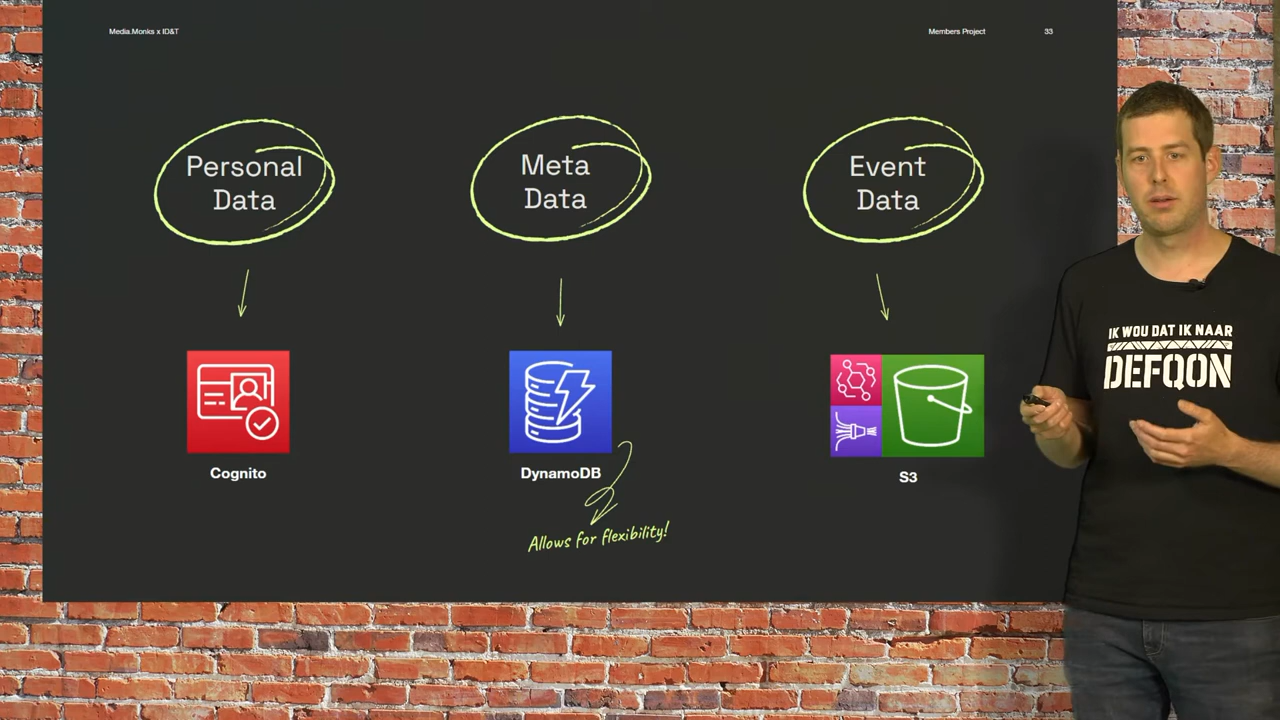 Media.Monks x ID&T
Members Project
33
Personal
Data
Meta
Data
Event
Data
Cognito
DynamoDB
S3
Allows for flexibility!
IK WOU DAT IK NAAR
DEFQON